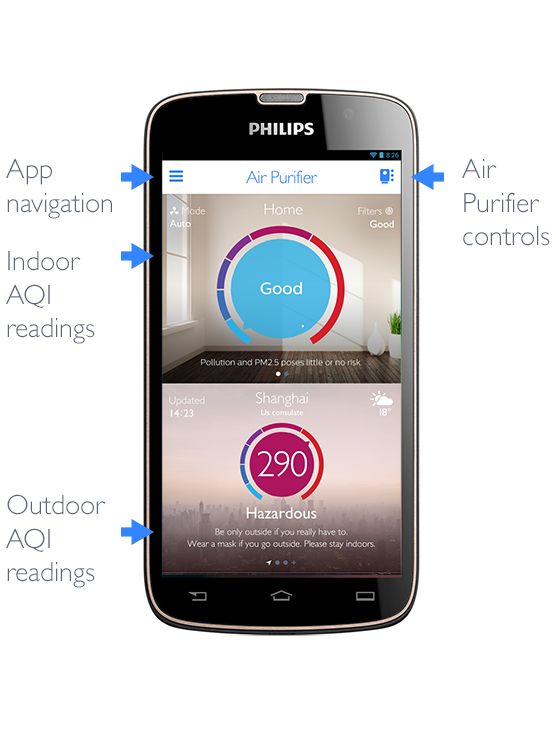 PHILIPS
8:26
Air Purifier
Mode
Auto
Home
Filters
Good
Good
Pollution and PM2.5 poses little or no risk
Updated
14:23
Shanghai
Us consulate
18°
290
Hazardous
Be only outside if you really have to.
Wear a mask if you go outside. Please stay indoors.
App
navigation
Indoor
AQI
readings
Outdoor
AQI
readings
Air
Purifier
controls